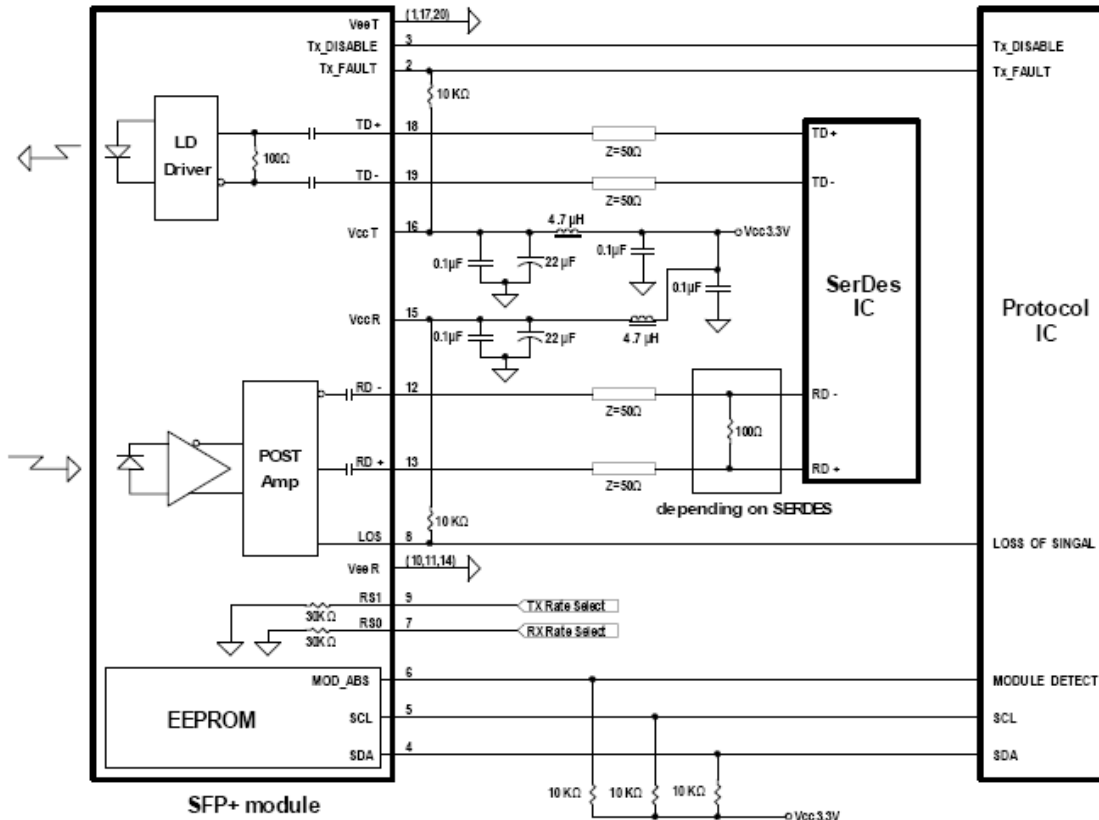 VeeT
(1,17,20)
Tx_DISABLE
3
Tx_DISABLE
Tx_FAULT
2
Tx_FAULT
10 KΩ
LD
Driver
100Ω
TD+
18
Z=50Ω
TD+
TD -
19
Z=50Ω
TD -
VccT
16
4.7 µH
Vcc3.3V
0.1µF
22 µF
0.1µF
0.1µF
SerDes
IC
Protocol
IC
VccR
15
0.1µF
22 µF
4.7 µH
RD -
12
Z=50Ω
RD -
100Ω
POST
Amp
RD +
13
Z=50Ω
RD +
depending on SERDES
10 KΩ
LOS
8
LOSS OF SINGAL
VeeR
(10,11,14)
RS1
9
TX Rate Select
30KΩ
RS0
7
RX Rate Select
30KΩ
MOD_ABS
6
MODULE DETECT
EEPROM
SCL
5
SCL
SDA
4
SDA
10 KΩ
10 KΩ
10 KΩ
Vcc3.3V
SFP+ module